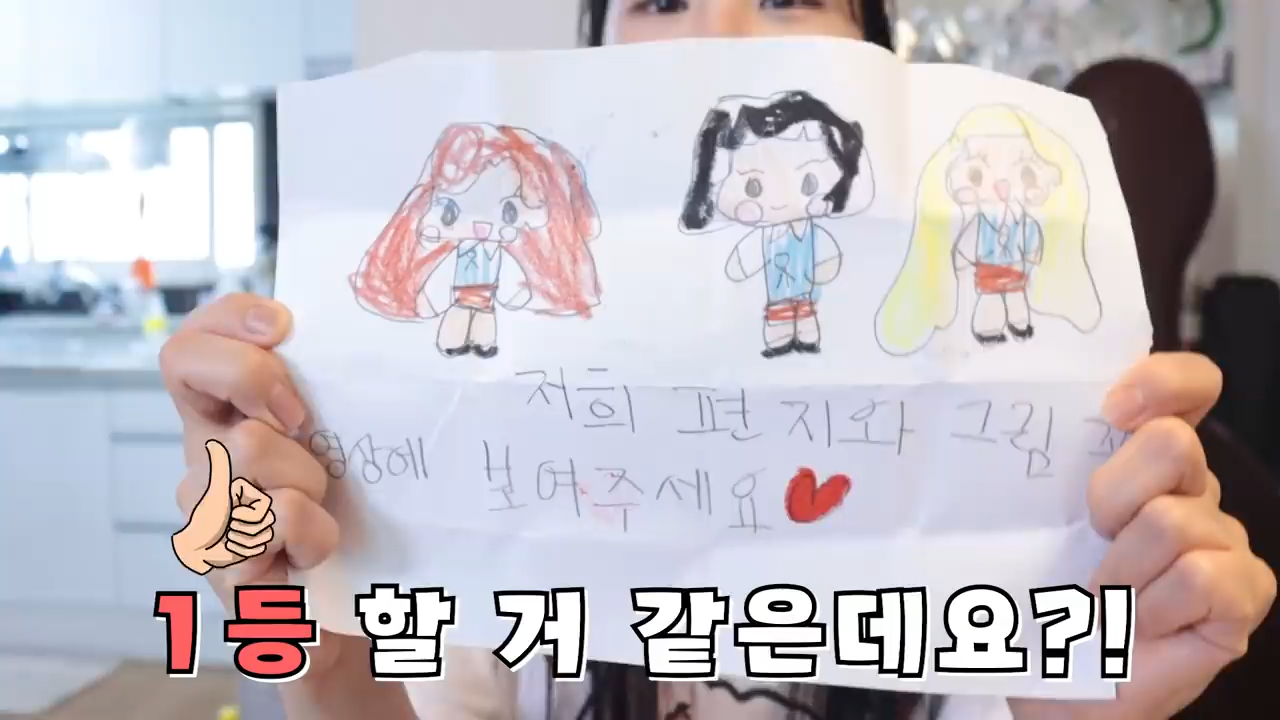 저희 편지와 그림
영상에 보여주세요
1등 할 거 같은데요?!